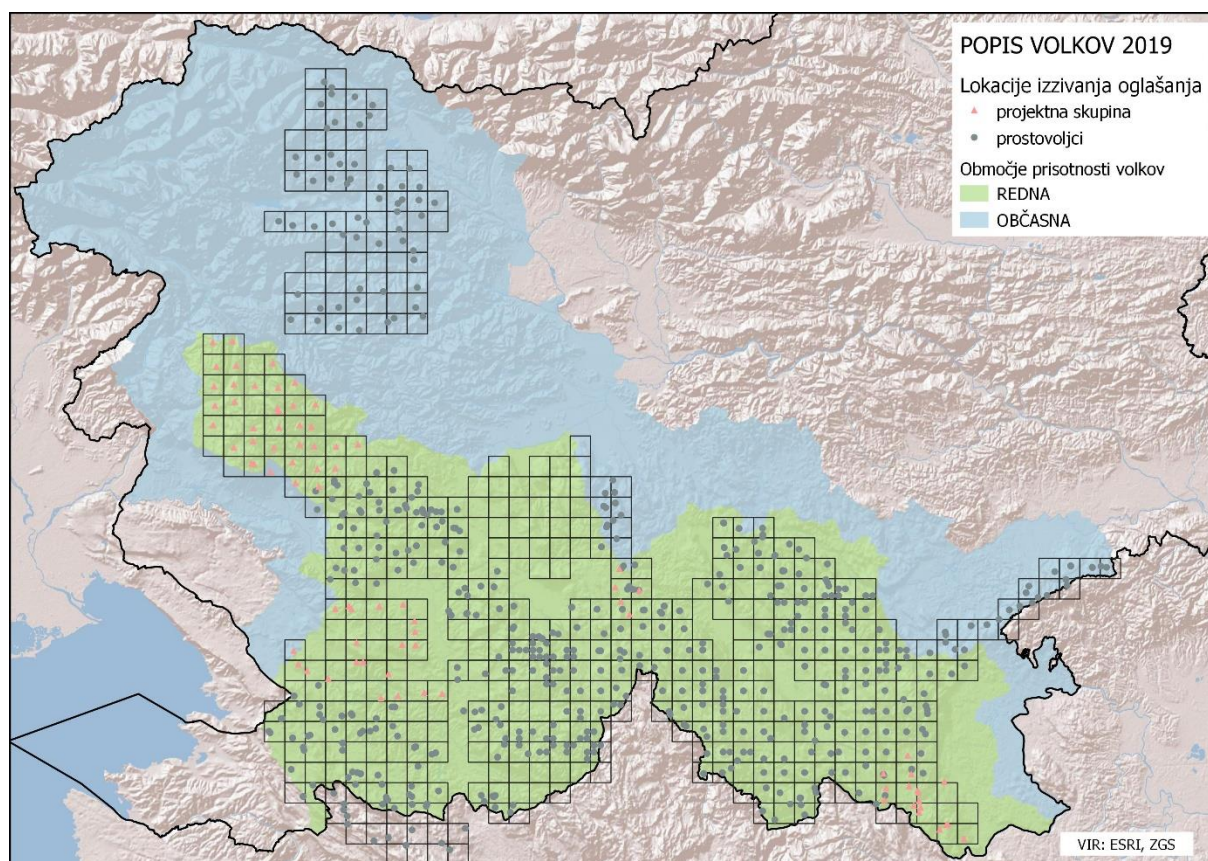 POPIS VOLKOV 2019
Lokacije izzivanja oglašanja
projektna skupina
prostovoljci
Območje prisotnosti volkov
REDNA
OBČASNA
VIR: ESRI, ZGS